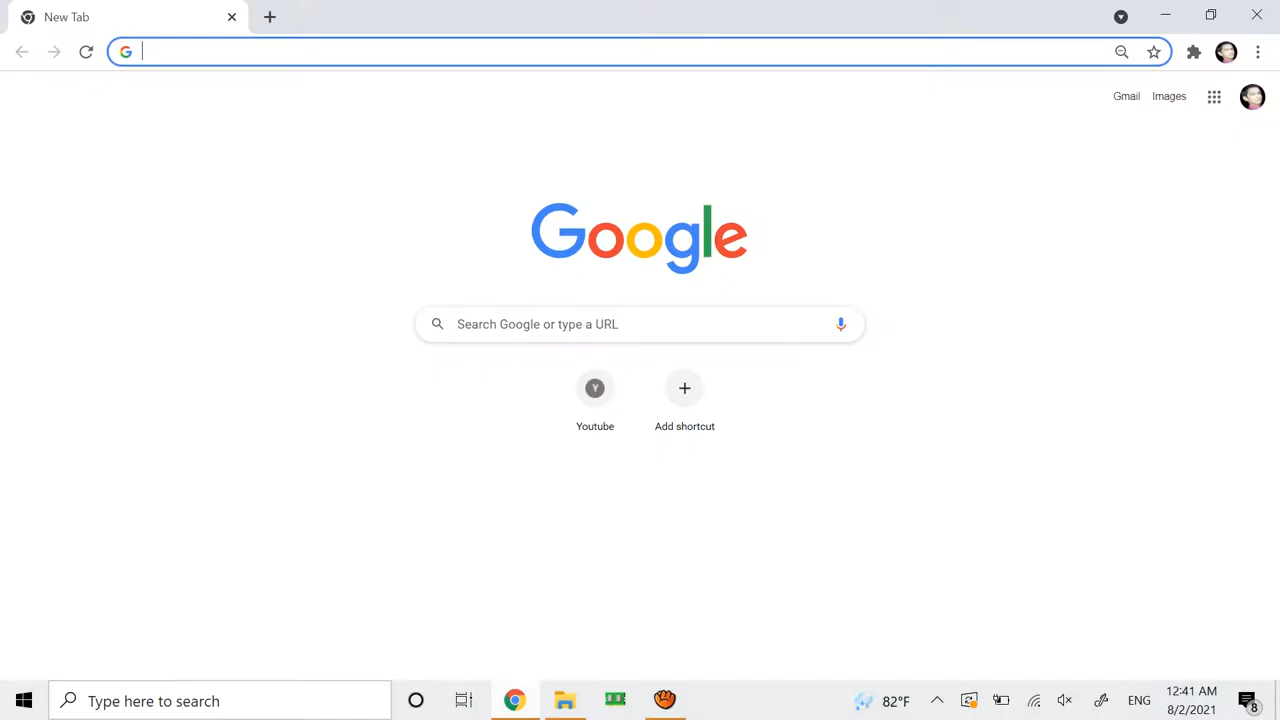 New Tab
Gmail Images
Google
Search Google or type a URL
Y
Youtube
Add shortcut
Type here to search
82°F
ENG
12:41 AM
8/2/2021
8